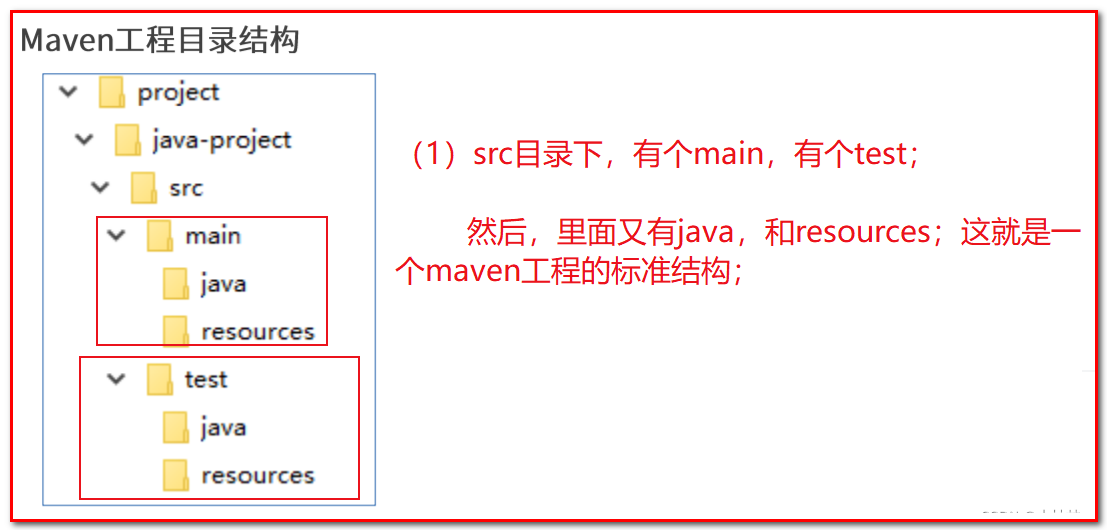 Maven工程目录结构
project
java-project
src
main
java
resources
test
java
resources
（1）src目录下，有个main，有个test；
然后，里面又有java，和resources；这就是一
个maven工程的标准结构；